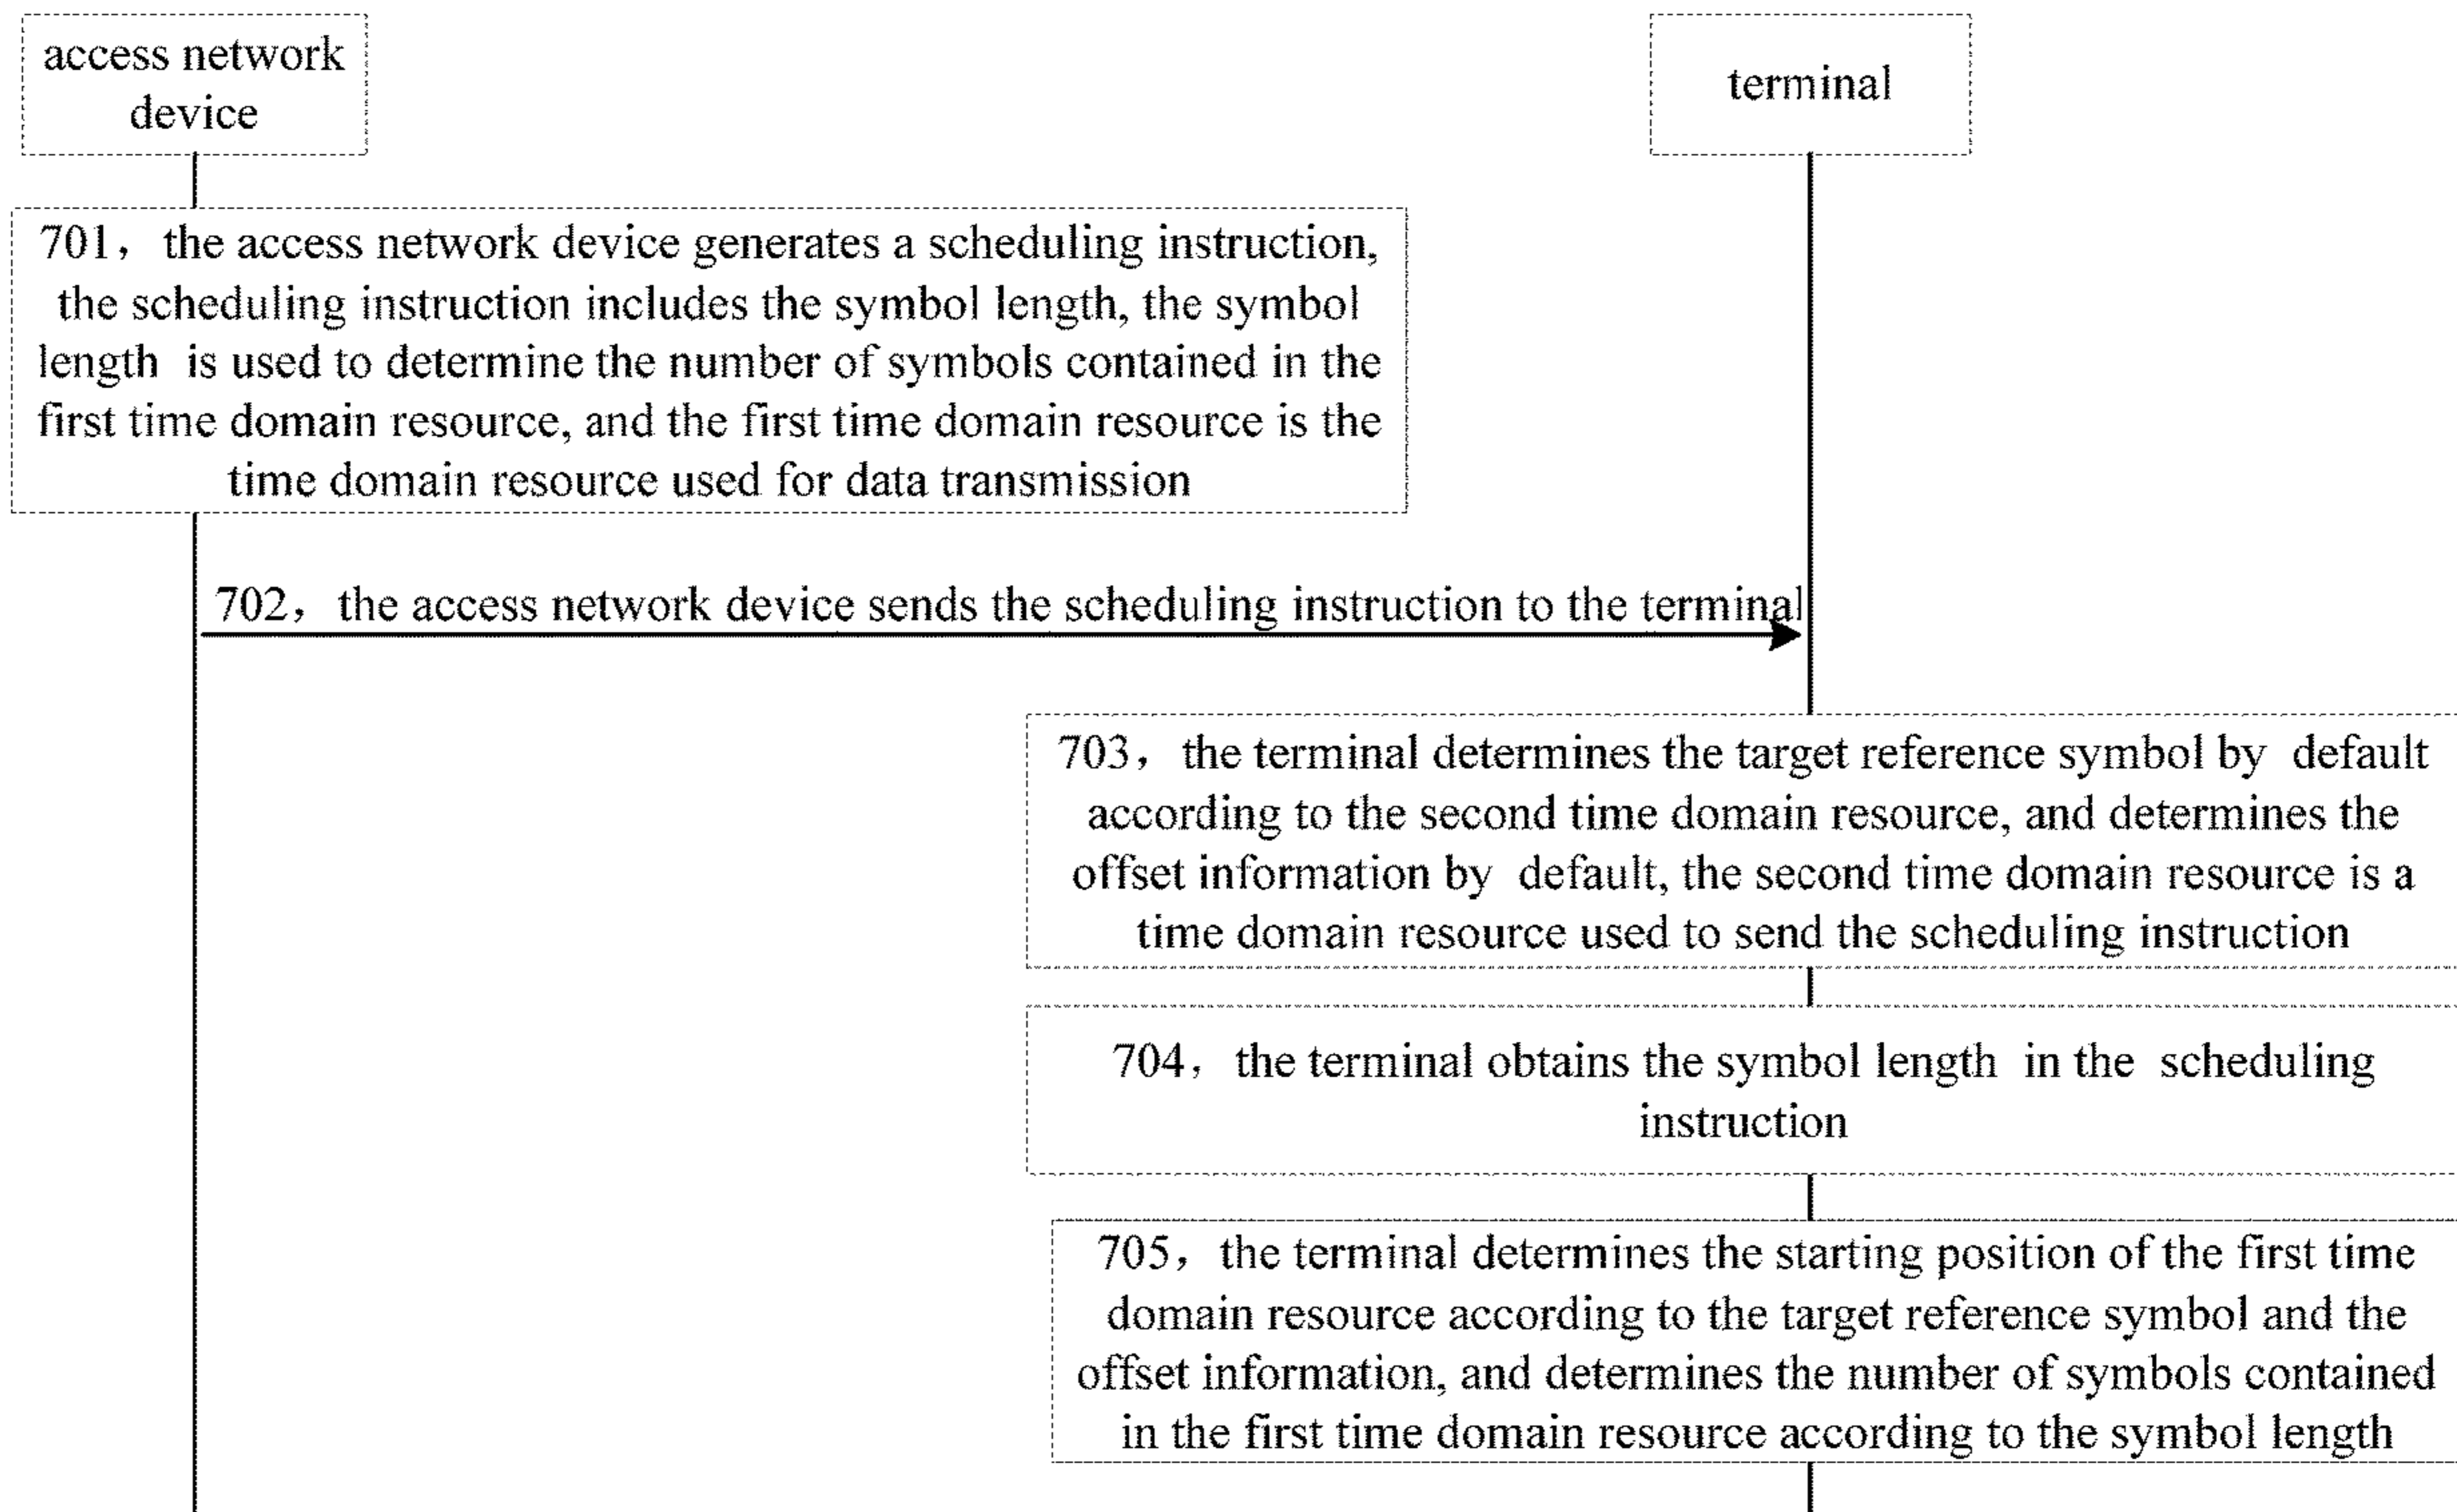 access network
device
terminal
701， the access network device generates a scheduling instruction,
the scheduling instruction includes the symbol length, the symbol
length is used to determine the number of symbols contained in the
first time domain resource, and the first time domain resource is the
time domain resource used for data transmission
702， the access network device sends the scheduling instruction to the terminal
703， the terminal determines the target reference symbol by default
according to the second time domain resource, and determines the
offset information by default, the second time domain resource is a
time domain resource used to send the scheduling instruction
704， the terminal obtains the symbol length in the scheduling
instruction
705， the terminal determines the starting position of the first time
domain resource according to the target reference symbol and the
offset information, and determines the number of symbols contained
in the first time domain resource according to the symbol length